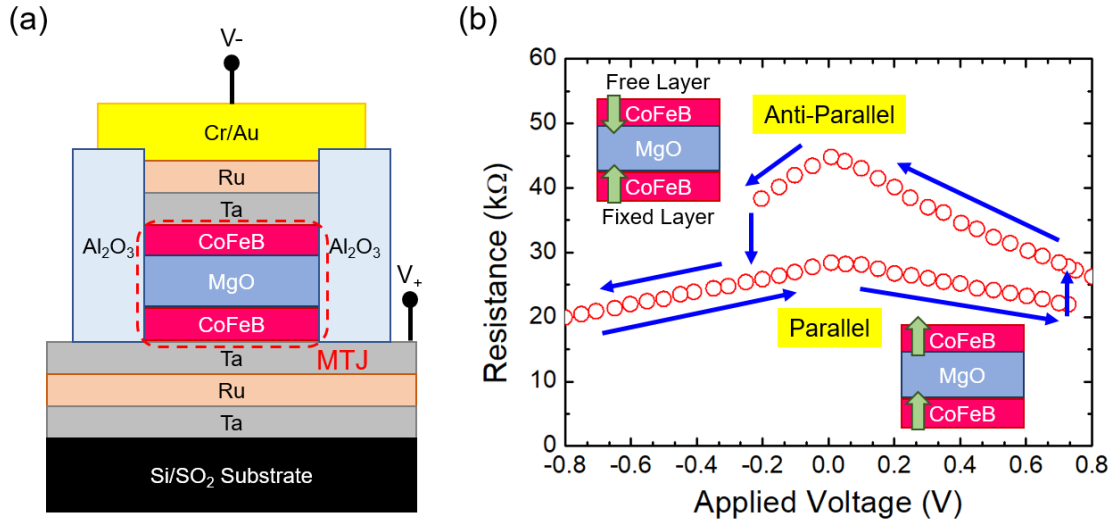 (a)
V-
Cr/Au
Ru
Ta
Al₂O₃
CoFeB
Al₂O₃
MgO
V₊
CoFeB
Ta
MTJ
Ru
Ta
Si/SO₂ Substrate
(b)
60
50
40
30
20
10
0
Resistance (kΩ)
Free Layer
CoFeB
MgO
CoFeB
Fixed Layer
Anti-Parallel
Parallel
CoFeB
MgO
CoFeB
-0.8 -0.6 -0.4 -0.2 0.0 0.2 0.4 0.6 0.8
Applied Voltage (V)